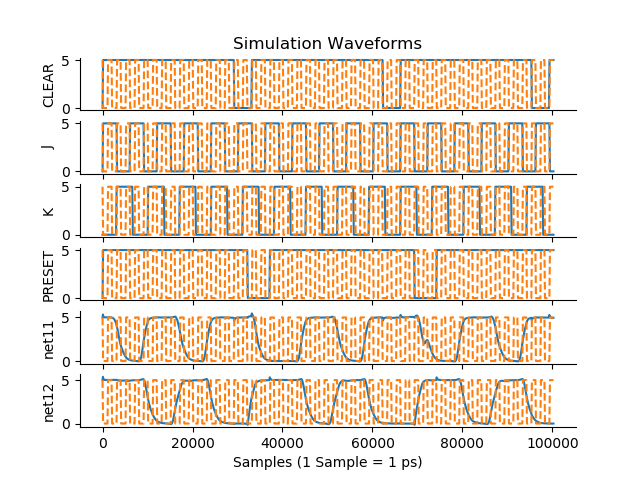 Simulation Waveforms
5
0
CLEAR
5
0
J
5
0
K
5
0
PRESET
5
0
net11
5
0
net12
0 20000 40000 60000 80000 100000
Samples (1 Sample = 1 ps)